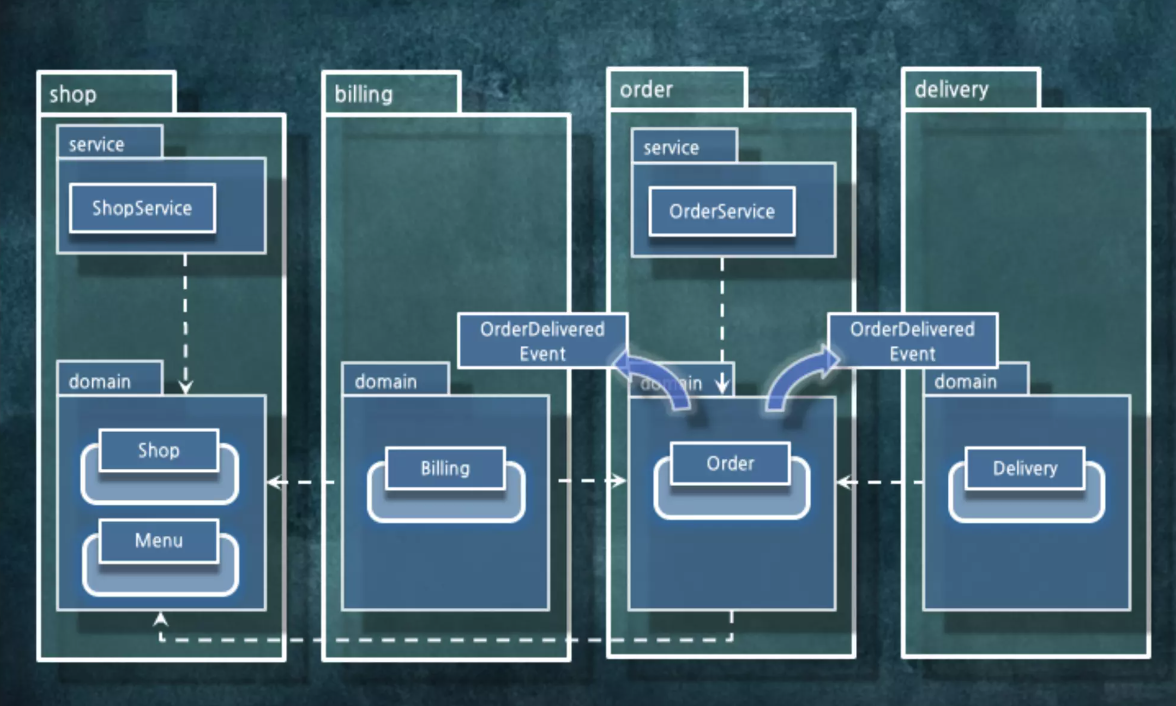 shop
service
ShopService
domain
Shop
Menu
billing
domain
Billing
order
service
OrderService
OrderDelivered
Event
domain
Order
delivery
OrderDelivered
Event
domain
Delivery